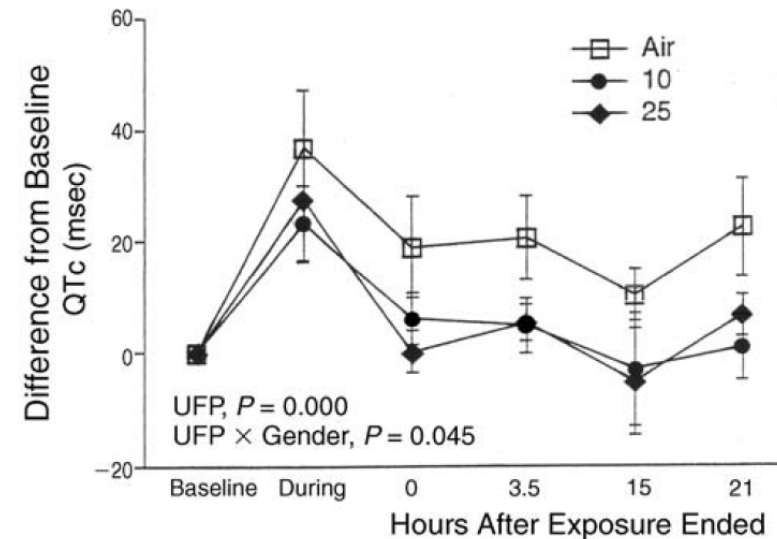 60
40
20
0
−20
Difference from Baseline
QTc (msec)
Air
10
25
UFP, P = 0.000
UFP × Gender, P = 0.045
Baseline During 0 3.5 15 21
Hours After Exposure Ended